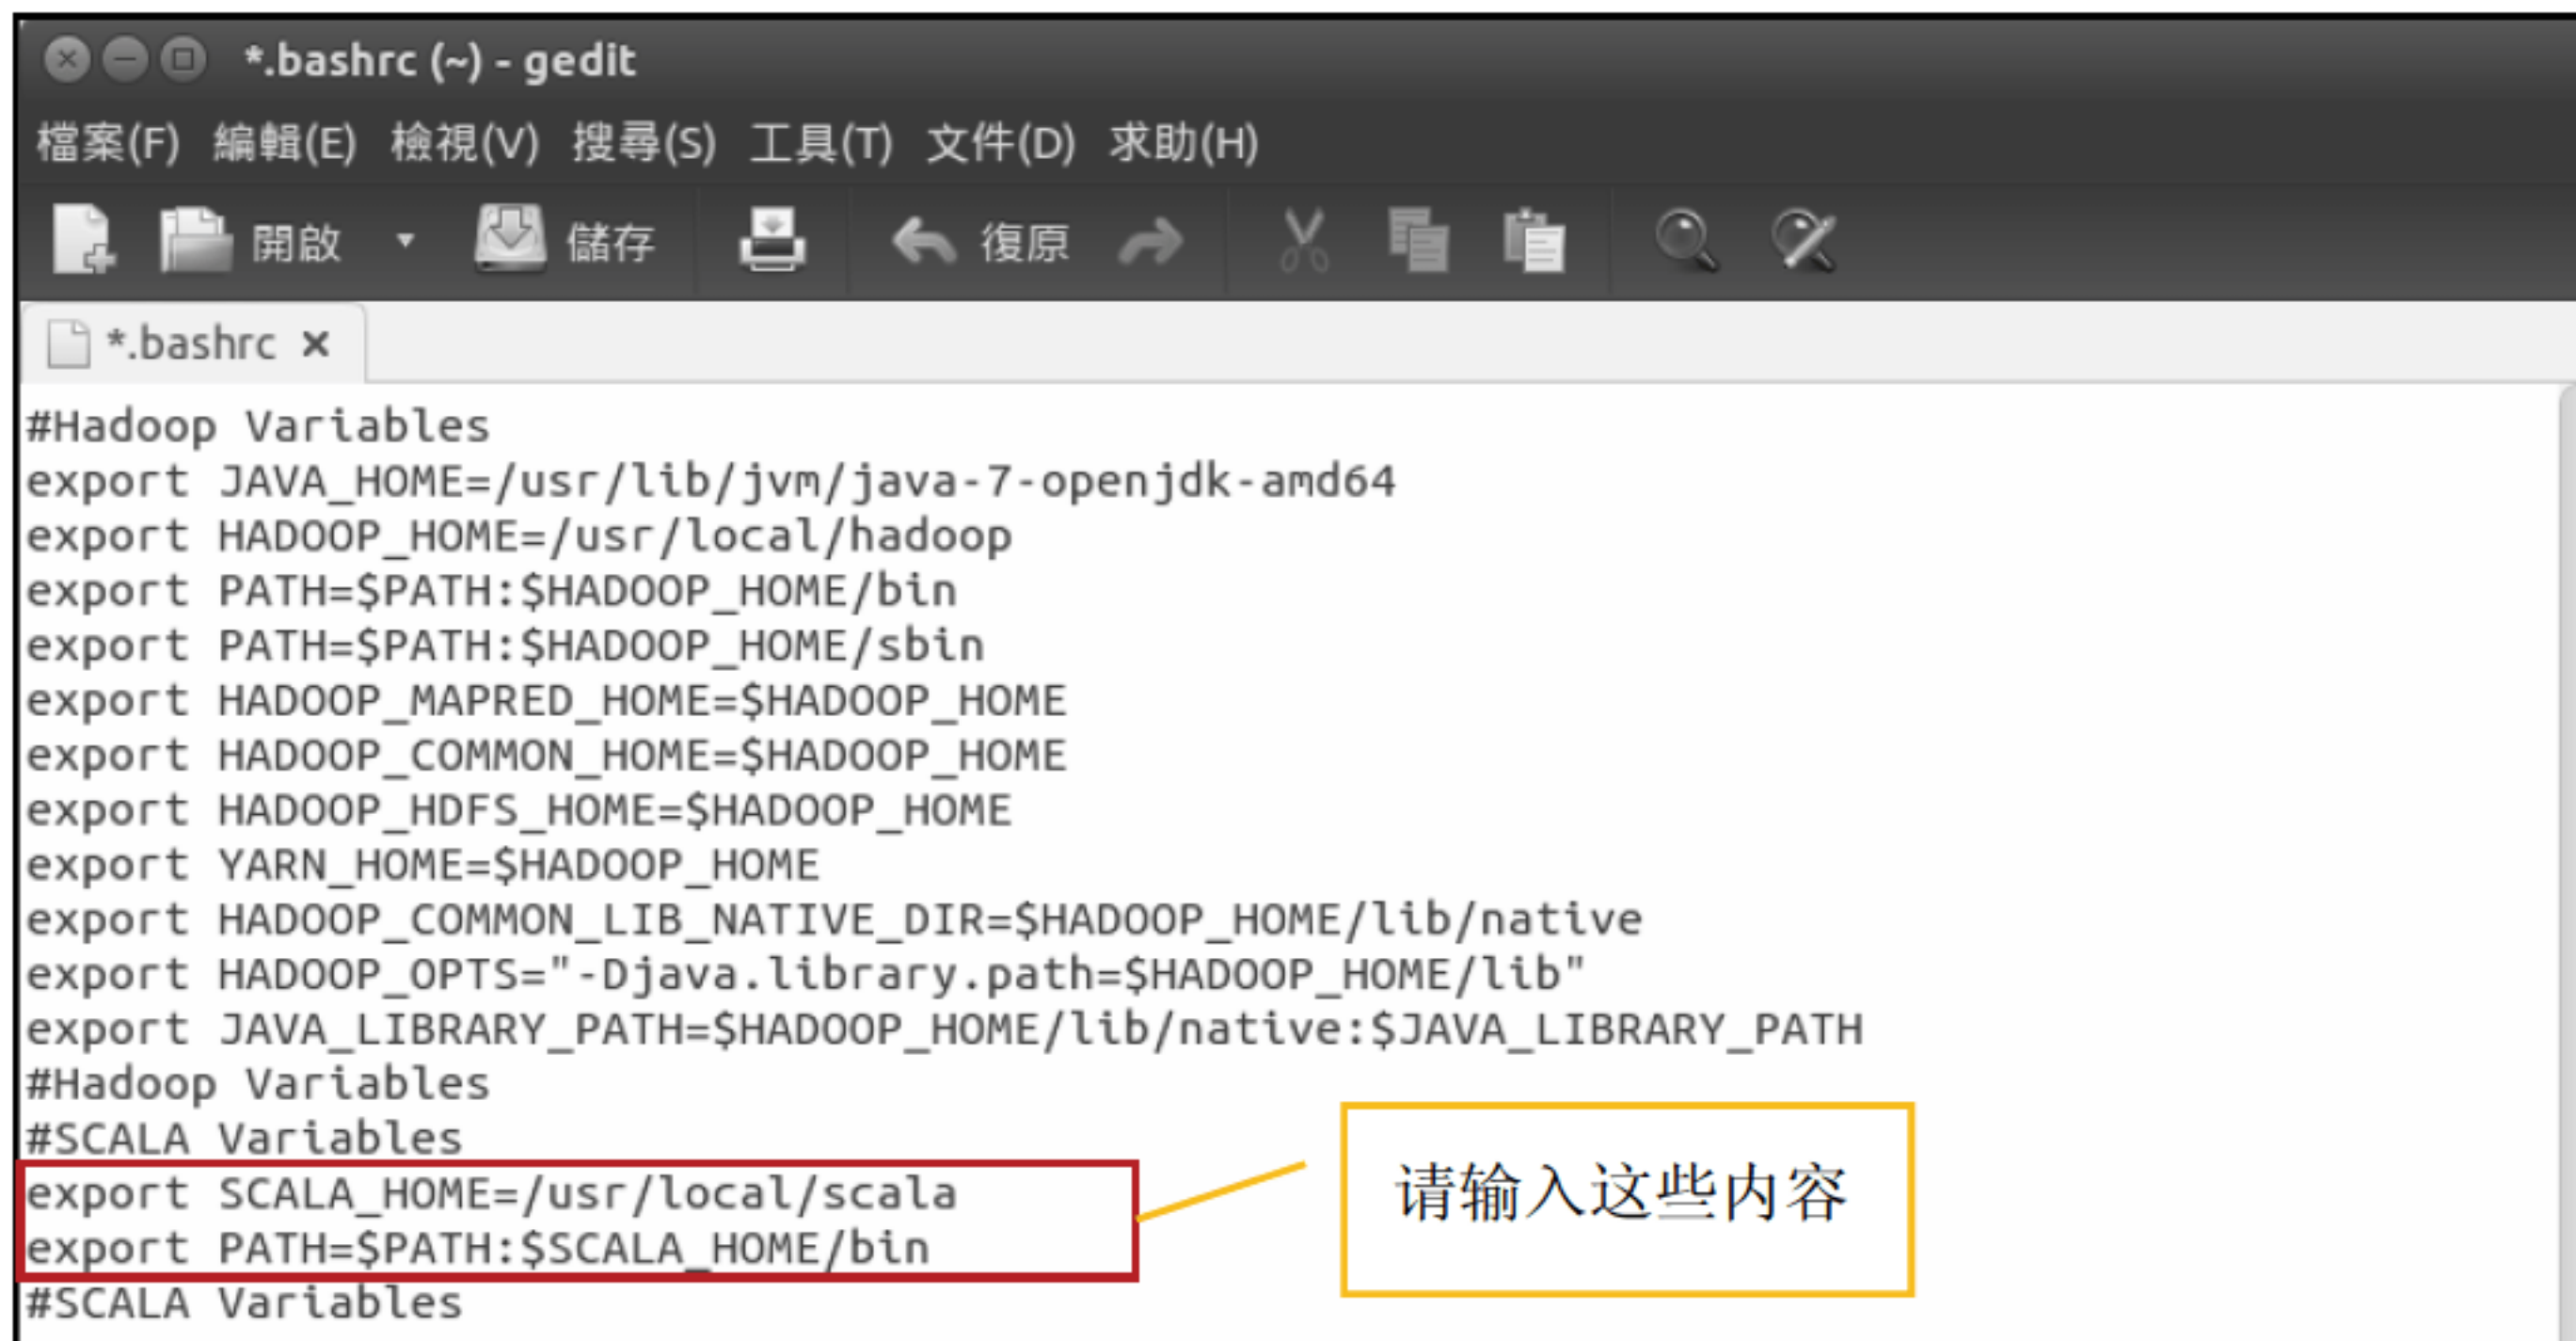 *.bashrc (~) - gedit
檔案(F) 編輯(E) 檢視(V) 搜尋(S) 工具(T) 文件(D) 求助(H)
開啟 儲存 復原
*.bashrc
#Hadoop Variables
export JAVA_HOME=/usr/lib/jvm/java-7-openjdk-amd64
export HADOOP_HOME=/usr/local/hadoop
export PATH=$PATH:$HADOOP_HOME/bin
export PATH=$PATH:$HADOOP_HOME/sbin
export HADOOP_MAPRED_HOME=$HADOOP_HOME
export HADOOP_COMMON_HOME=$HADOOP_HOME
export HADOOP_HDFS_HOME=$HADOOP_HOME
export YARN_HOME=$HADOOP_HOME
export HADOOP_COMMON_LIB_NATIVE_DIR=$HADOOP_HOME/lib/native
export HADOOP_OPTS="-Djava.library.path=$HADOOP_HOME/lib"
export JAVA_LIBRARY_PATH=$HADOOP_HOME/lib/native:$JAVA_LIBRARY_PATH
#Hadoop Variables
#SCALA Variables
export SCALA_HOME=/usr/local/scala
export PATH=$PATH:$SCALA_HOME/bin
#SCALA Variables
请输入这些内容